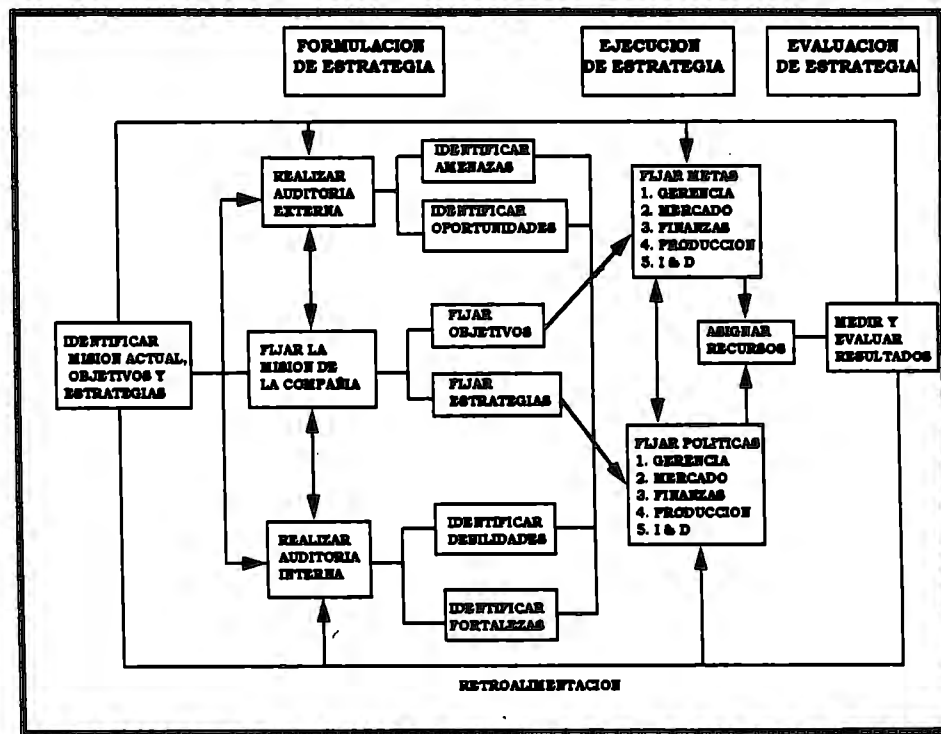 FORMULACION
DE ESTRATEGIA
EJECUCION
DE ESTRATEGIA
EVALUACION
DE ESTRATEGIA
REALIZAR
AUDITORIA
EXTERNA
IDENTIFICAR
AMENAZAS
IDENTIFICAR
OPORTUNIDADES
FIJAR METAS
1. GERENCIA
2. MERCADO
3. FINANZAS
4. PRODUCCION
5. I & D
IDENTIFICAR
MISION ACTUAL,
OBJETIVOS Y
ESTRATEGIAS
FIJAR LA
MISION DE
LA COMPAÑIA
FIJAR
OBJETIVOS
FIJAR
ESTRATEGIAS
ASIGNAR
RECURSOS
MEDIR Y
EVALUAR
RESULTADOS
FIJAR POLITICAS
1. GERENCIA
2. MERCADO
3. FINANZAS
4. PRODUCCION
5. I & D
REALIZAR
AUDITORIA
INTERNA
IDENTIFICAR
DENILIDADES
IDENTIFICAR
FORTALEZAS
RETROALIMENTACION